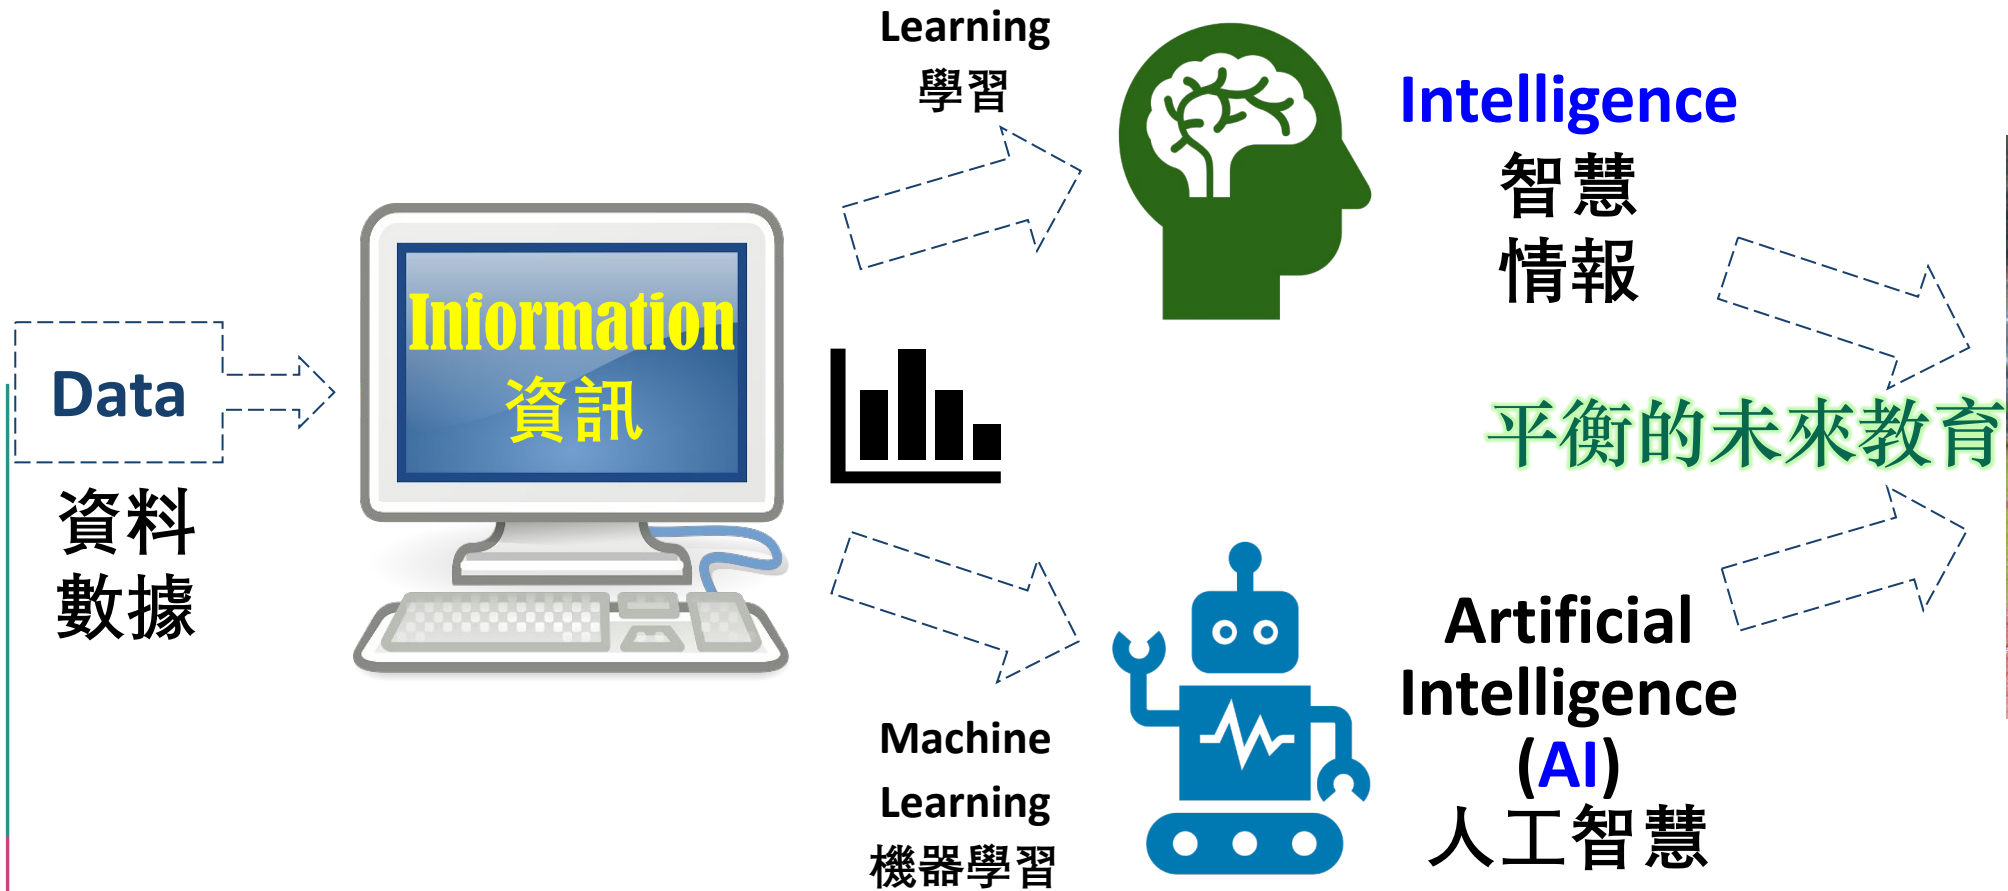 Data
資料
數據
Information
資訊
Learning
學習
Intelligence
智慧
情報
Machine
Learning
機器學習
Artificial
Intelligence
(AI)
人工智慧
平衡的未來教育